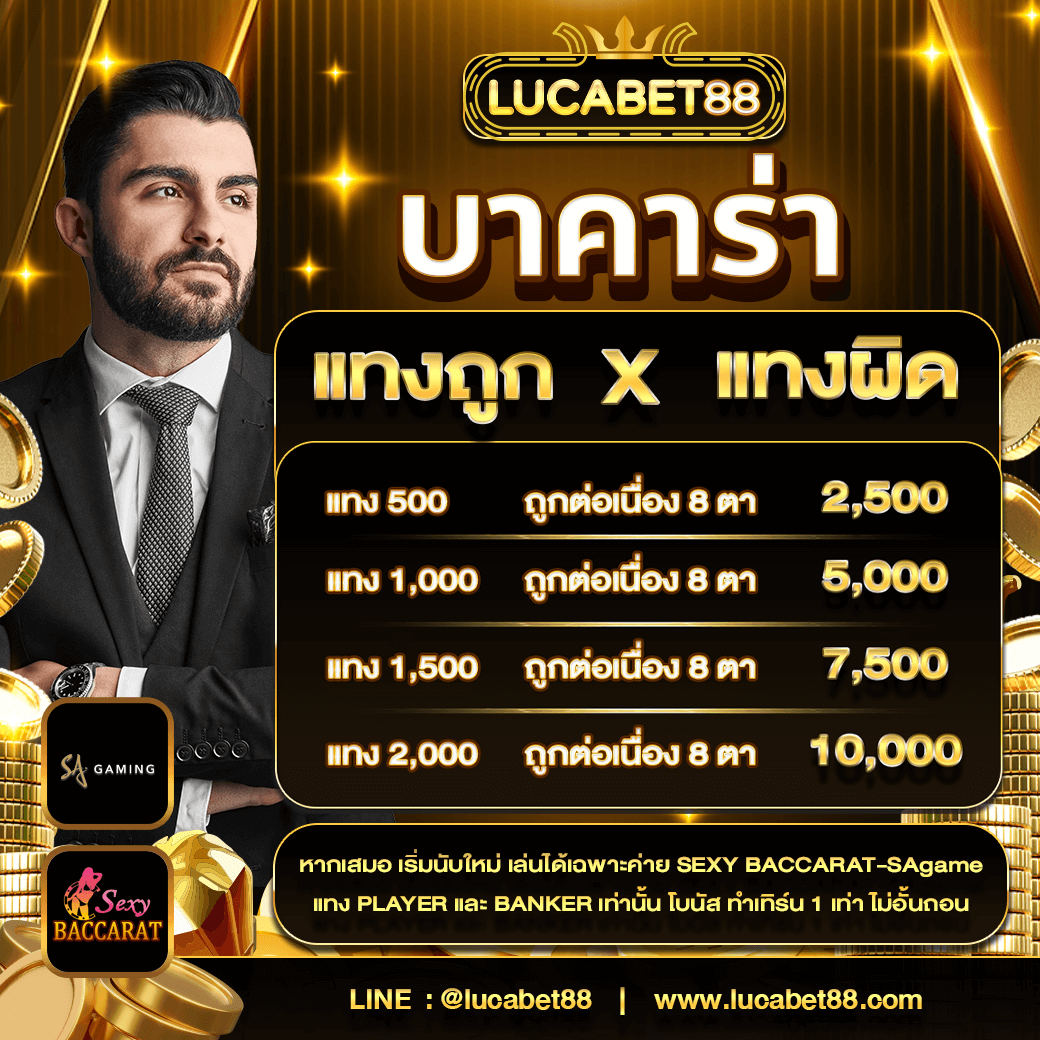 LUCABET88
บาคาร่า
แทงถูก X แทงผิด
แทง 500 ถูกต่อเนื่อง 8 ตา 2,500
แทง 1,000 ถูกต่อเนื่อง 8 ตา 5,000
แทง 1,500 ถูกต่อเนื่อง 8 ตา 7,500
แทง 2,000 ถูกต่อเนื่อง 8 ตา 10,000
SA GAMING
หากเสมอ เริ่มนับใหม่ เล่นได้เฉพาะค่าย SEXY BACCARAT-SAgame
แทง PLAYER และ BANKER เท่านั้น โบนัส ทำเทิร์น 1 เท่า ไม่อั้นถอน
Sexy
BACCARAT
LINE : @lucabet88 | www.lucabet88.com